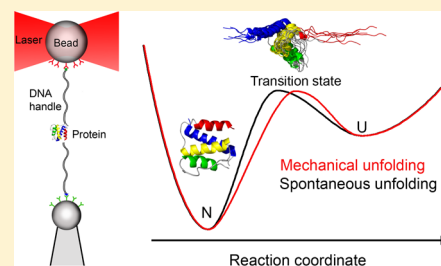 Laser
Bead
DNA
handle
Protein
Transition state
N
U
Mechanical unfolding
Spontaneous unfolding
Reaction coordinate